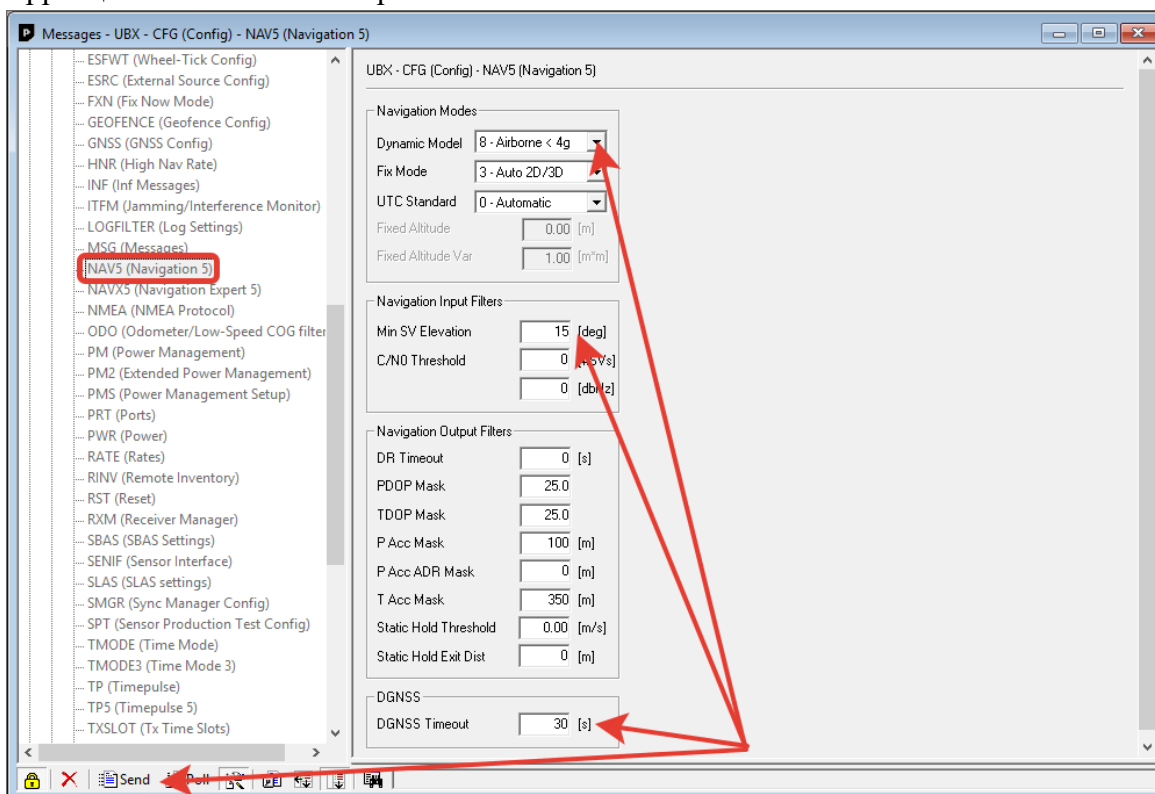 Messages - UBX - CFG (Config) - NAV5 (Navigation 5)
ESFWT (Wheel-Tick Config)
ESRC (External Source Config)
FXN (Fix Now Mode)
GEOFENCE (Geofence Config)
GNSS (GNSS Config)
HNR (High Nav Rate)
INF (Inf Messages)
ITFM (Jamming/Interference Monitor)
LOGFILTER (Log Settings)
MSG (Messages)
NAV5 (Navigation 5)
NAVX5 (Navigation Expert 5)
NMEA (NMEA Protocol)
ODO (Odometer/Low-Speed COG filter
PM (Power Management)
PM2 (Extended Power Management)
PMS (Power Management Setup)
PRT (Ports)
PWR (Power)
RATE (Rates)
RINV (Remote Inventory)
RST (Reset)
RXM (Receiver Manager)
SBAS (SBAS Settings)
SENIF (Sensor Interface)
SLAS (SLAS settings)
SMGR (Sync Manager Config)
SPT (Sensor Production Test Config)
TMODE (Time Mode)
TMODE3 (Time Mode 3)
TP (Timepulse)
TP5 (Timepulse 5)
TXSLOT (Tx Time Slots)
UBX - CFG (Config) - NAV5 (Navigation 5)
Navigation Modes
Dynamic Model 8 - Airborne < 4g
Fix Mode 3 - Auto 2D/3D
UTC Standard 0 - Automatic
Fixed Altitude 0.00 [m]
Fixed Altitude Var 1.00 [m*m]
Navigation Input Filters
Min SV Elevation 15 [deg]
C/N0 Threshold 0 [#SVs]
0 [dbHz]
Navigation Output Filters
DR Timeout 0 [s]
PDOP Mask 25.0
TDOP Mask 25.0
P Acc Mask 100 [m]
P Acc ADR Mask 0 [m]
T Acc Mask 350 [m]
Static Hold Threshold 0.00 [m/s]
Static Hold Exit Dist 0 [m]
DGNSS
DGNSS Timeout 30 [s]
Send Poll